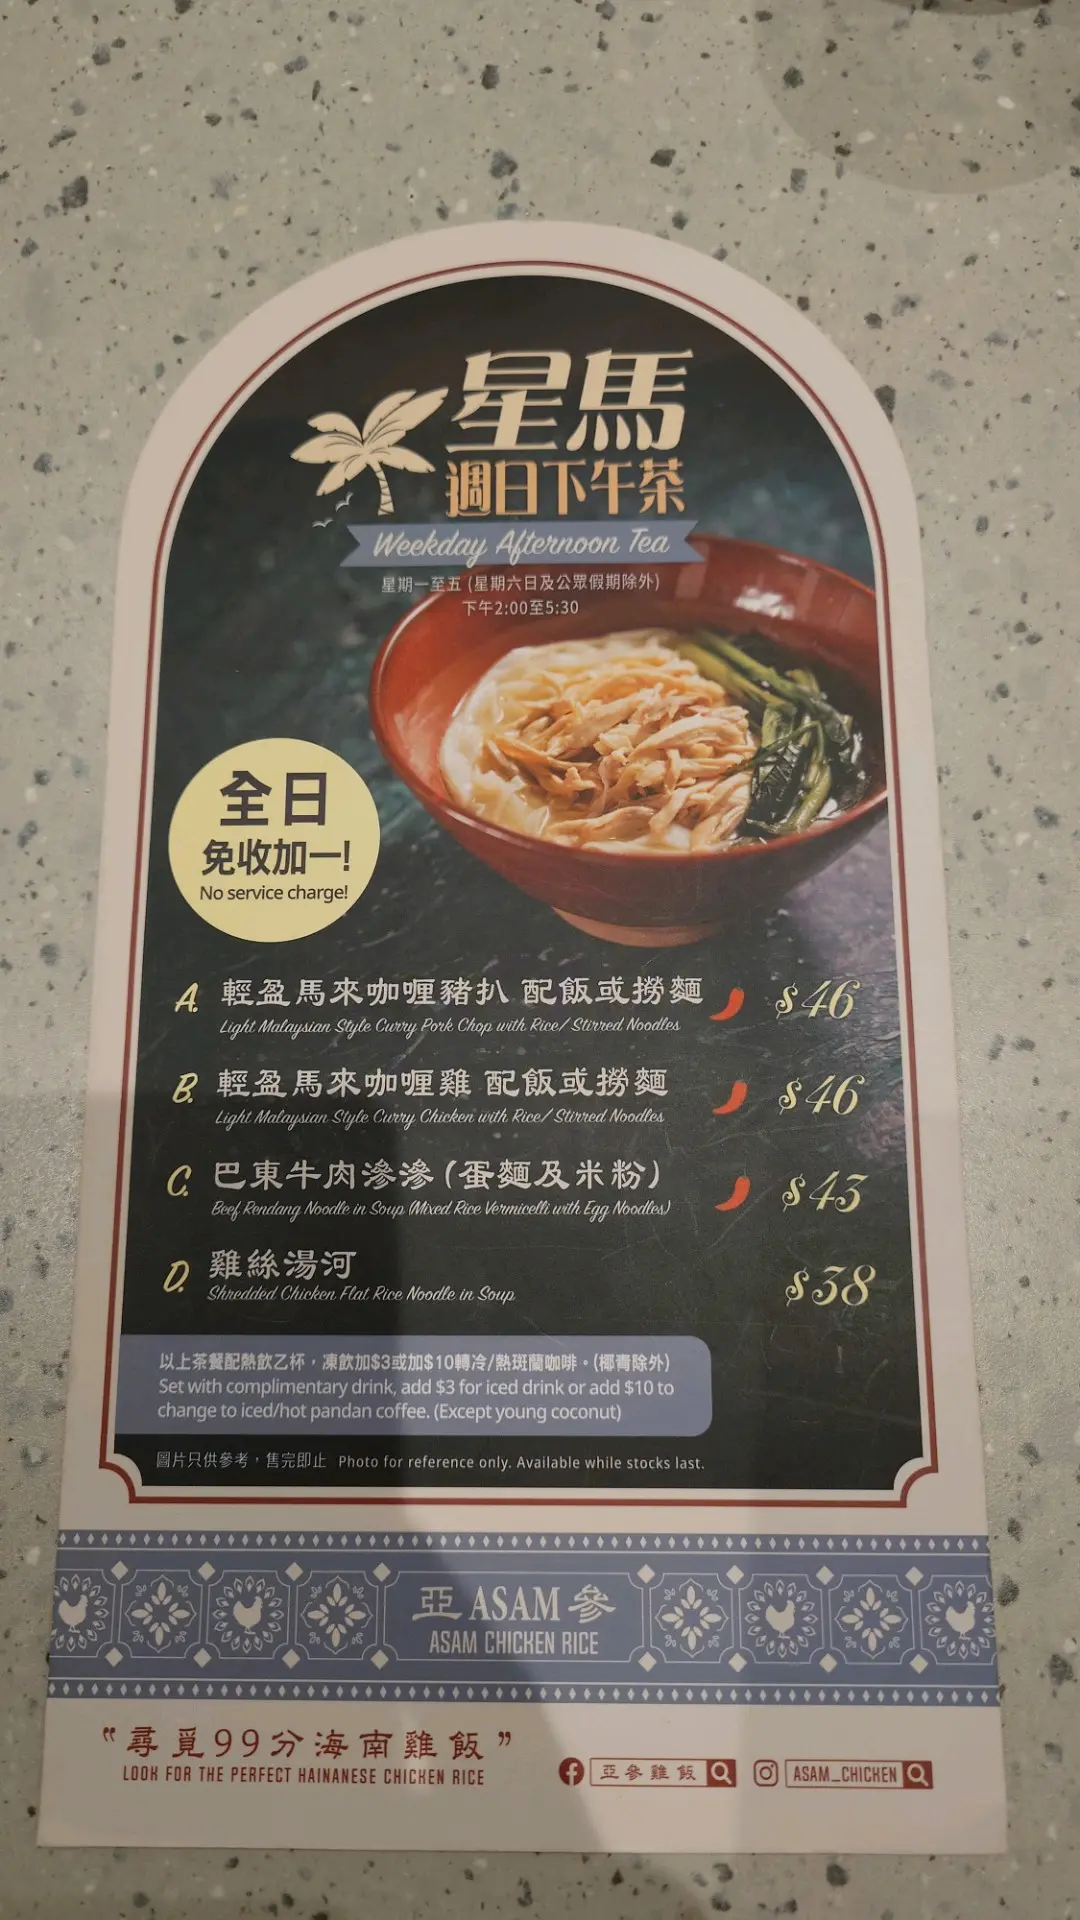 星馬
週日下午茶
Weekday Afternoon Tea
星期一至五 (星期六日及公眾假期除外)
下午2:00至5:30
全日
免收加一!
No service charge!
A. 輕盈馬來咖喱豬扒 配飯或撈麵 $46
Light Malaysian Style Curry Pork Chop with Rice/ Stirred Noodles
B. 輕盈馬來咖喱雞 配飯或撈麵 $46
Light Malaysian Style Curry Chicken with Rice/ Stirred Noodles
C. 巴東牛肉滲滲 (蛋麵及米粉) $43
Beef Rendang Noodle in Soup (Mixed Rice Vermicelli with Egg Noodles)
D. 雞絲湯河 $38
Shredded Chicken Flat Rice Noodle in Soup
以上茶餐配熱飲乙杯，凍飲加$3或加$10轉冷/熱斑蘭咖啡。(椰青除外)
Set with complimentary drink, add $3 for iced drink or add $10 to
change to iced/hot pandan coffee. (Except young coconut)
圖片只供參考，售完即止 Photo for reference only. Available while stocks last.
亞 ASAM 參
ASAM CHICKEN RICE
“尋覓99分海南雞飯”
LOOK FOR THE PERFECT HAINANESE CHICKEN RICE
亞參雞飯
ASAM_CHICKEN